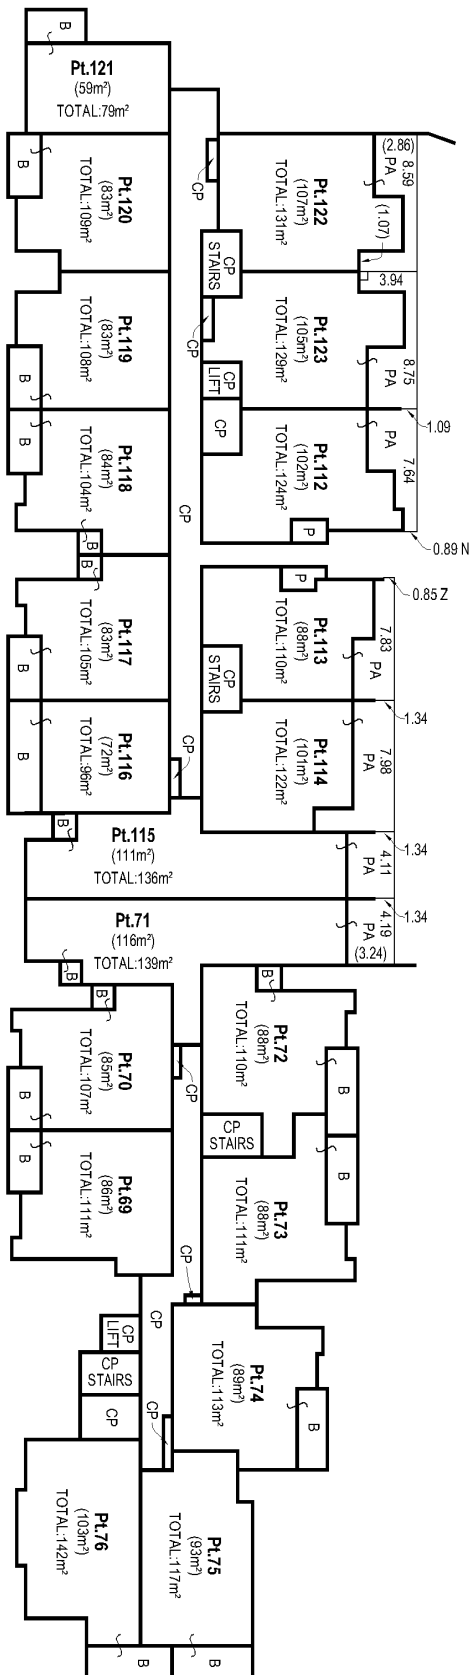 B
Pt.121
(59m²)
TOTAL:79m²
B
Pt.120
(83m²)
TOTAL:109m²
CP
Pt.122
(107m²)
TOTAL:131m²
(2.86)
PA
8.59
(1.07)
3.94
CP
STAIRS
CP
Pt.119
(83m²)
TOTAL:108m²
B
Pt.123
(105m²)
TOTAL:129m²
PA
8.75
CP
LIFT
CP
1.09
B
Pt.118
(84m²)
TOTAL:104m²
B
CP
Pt.112
(102m²)
TOTAL:124m²
PA
7.64
P
0.89 N
B
Pt.117
(83m²)
TOTAL:105m²
B
P
Pt.113
(88m²)
TOTAL:110m²
0.85 Z
7.83
PA
CP
STAIRS
1.34
B
Pt.116
(72m²)
TOTAL:96m²
CP
Pt.114
(101m²)
TOTAL:122m²
PA
7.98
1.34
B
Pt.115
(111m²)
TOTAL:136m²
PA
4.11
1.34
Pt.71
(116m²)
TOTAL:139m²
PA
(3.24)
4.19
B
B
Pt.70
(85m²)
TOTAL:107m²
B
CP
B
Pt.72
(88m²)
TOTAL:110m²
B
CP
STAIRS
B
Pt.69
(86m²)
TOTAL:111m²
Pt.73
(88m²)
TOTAL:111m²
B
CP
CP
CP
LIFT
CP
STAIRS
CP
CP
Pt.74
(89m²)
TOTAL:113m²
B
Pt.76
(103m²)
TOTAL:142m²
B
Pt.75
(93m²)
TOTAL:117m²
B